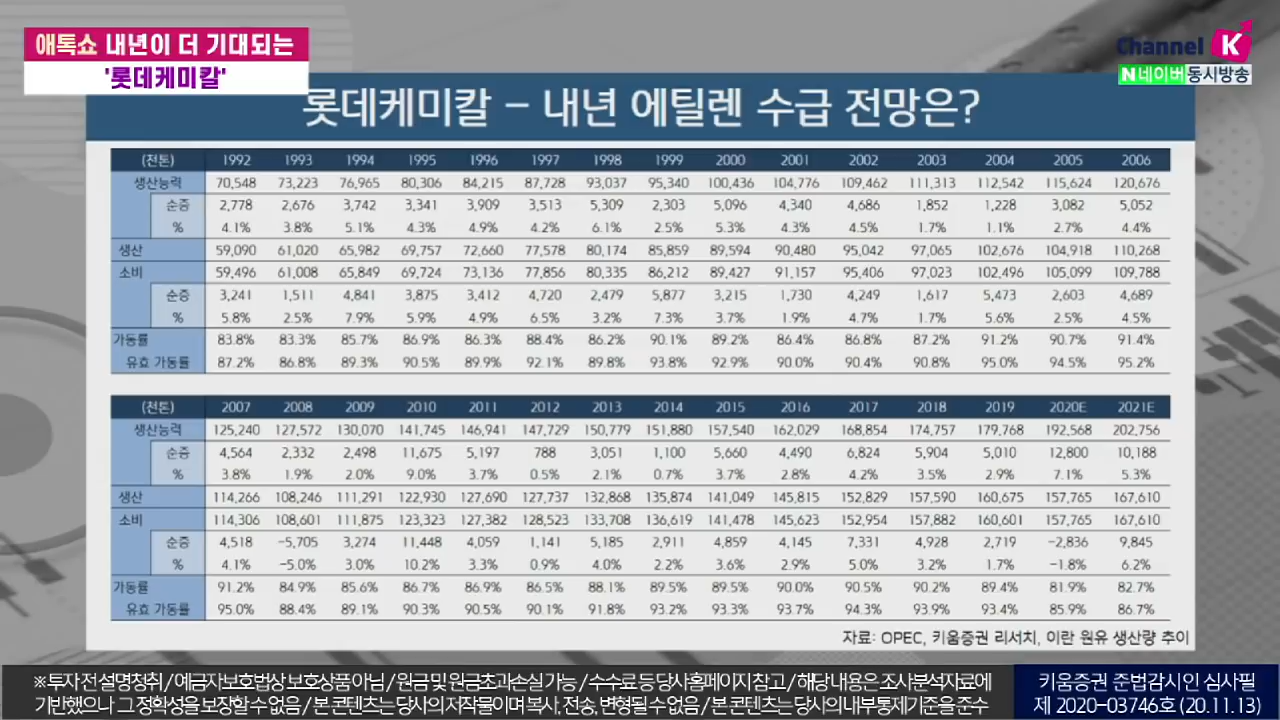 애톡쇼 내년이 더 기대되는
'롯데케미칼'
Channel K
N 네이버 동시방송
롯데케미칼 - 내년 에틸렌 수급 전망은?
(천톤) 1992 1993 1994 1995 1996 1997 1998 1999 2000 2001 2002 2003 2004 2005 2006
생산능력 70,548 73,223 76,965 80,306 84,215 87,728 93,037 95,340 100,436 104,776 109,462 111,313 112,542 115,624 120,676
순증 2,778 2,676 3,742 3,341 3,909 3,513 5,309 2,303 5,096 4,340 4,686 1,852 1,228 3,082 5,052
% 4.1% 3.8% 5.1% 4.3% 4.9% 4.2% 6.1% 2.5% 5.3% 4.3% 4.5% 1.7% 1.1% 2.7% 4.4%
생산 59,090 61,020 65,982 69,757 72,660 77,578 80,174 85,859 89,594 90,480 95,042 97,065 102,676 104,918 110,268
소비 59,496 61,008 65,849 69,724 73,136 77,856 80,335 86,212 89,427 91,157 95,406 97,023 102,496 105,099 109,788
순증 3,241 1,511 4,841 3,875 3,412 4,720 2,479 5,877 3,215 1,730 4,249 1,617 5,473 2,603 4,689
% 5.8% 2.5% 7.9% 5.9% 4.9% 6.5% 3.2% 7.3% 3.7% 1.9% 4.7% 1.7% 5.6% 2.5% 4.5%
가동률 83.8% 83.3% 85.7% 86.9% 86.3% 88.4% 86.2% 90.1% 89.2% 86.4% 86.8% 87.2% 91.2% 90.7% 91.4%
유효 가동률 87.2% 86.8% 89.3% 90.5% 89.9% 92.1% 89.8% 93.8% 92.9% 90.0% 90.4% 90.8% 95.0% 94.5% 95.2%
(천톤) 2007 2008 2009 2010 2011 2012 2013 2014 2015 2016 2017 2018 2019 2020E 2021E
생산능력 125,240 127,572 130,070 141,745 146,941 147,729 150,779 151,880 157,540 162,029 168,854 174,757 179,768 192,568 202,756
순증 4,564 2,332 2,498 11,675 5,197 788 3,051 1,100 5,660 4,490 6,824 5,904 5,010 12,800 10,188
% 3.8% 1.9% 2.0% 9.0% 3.7% 0.5% 2.1% 0.7% 3.7% 2.8% 4.2% 3.5% 2.9% 7.1% 5.3%
생산 114,266 108,246 111,291 122,930 127,690 127,737 132,868 135,874 141,049 145,815 152,829 157,590 160,675 157,765 167,610
소비 114,306 108,601 111,875 123,323 127,382 128,523 133,708 136,619 141,478 145,623 152,954 157,882 160,601 157,765 167,610
순증 4,518 -5,705 3,274 11,448 4,059 1,141 5,185 2,911 4,859 4,145 7,331 4,928 2,719 -2,836 9,845
% 4.1% -5.0% 3.0% 10.2% 3.3% 0.9% 4.0% 2.2% 3.6% 2.9% 5.0% 3.2% 1.7% -1.8% 6.2%
가동률 91.2% 84.9% 85.6% 86.7% 86.9% 86.5% 88.1% 89.5% 89.5% 90.0% 90.5% 90.2% 89.4% 81.9% 82.7%
유효 가동률 95.0% 88.4% 89.1% 90.3% 90.5% 90.1% 91.8% 93.2% 93.3% 93.7% 94.3% 93.9% 93.4% 85.9% 86.7%
자료: OPEC, 키움증권 리서치, 이란 원유 생산량 추이
※ 투자 전 설명청취 / 예금자보호법상 보호상품 아님 / 원금 및 원금초과손실 가능 / 수수료 등 당사홈페이지 참고 / 해당 내용은 조사분석자료에
기반했으나 그 정확성을 보장할 수 없음 / 본 콘텐츠는 당사의 저작물이며 복사, 전송, 변형될 수 없음 / 본 콘텐츠는 당사의 내부통제기준을 준수
키움증권 준법감시인 심사필
제 2020-03746호 (20.11.13)